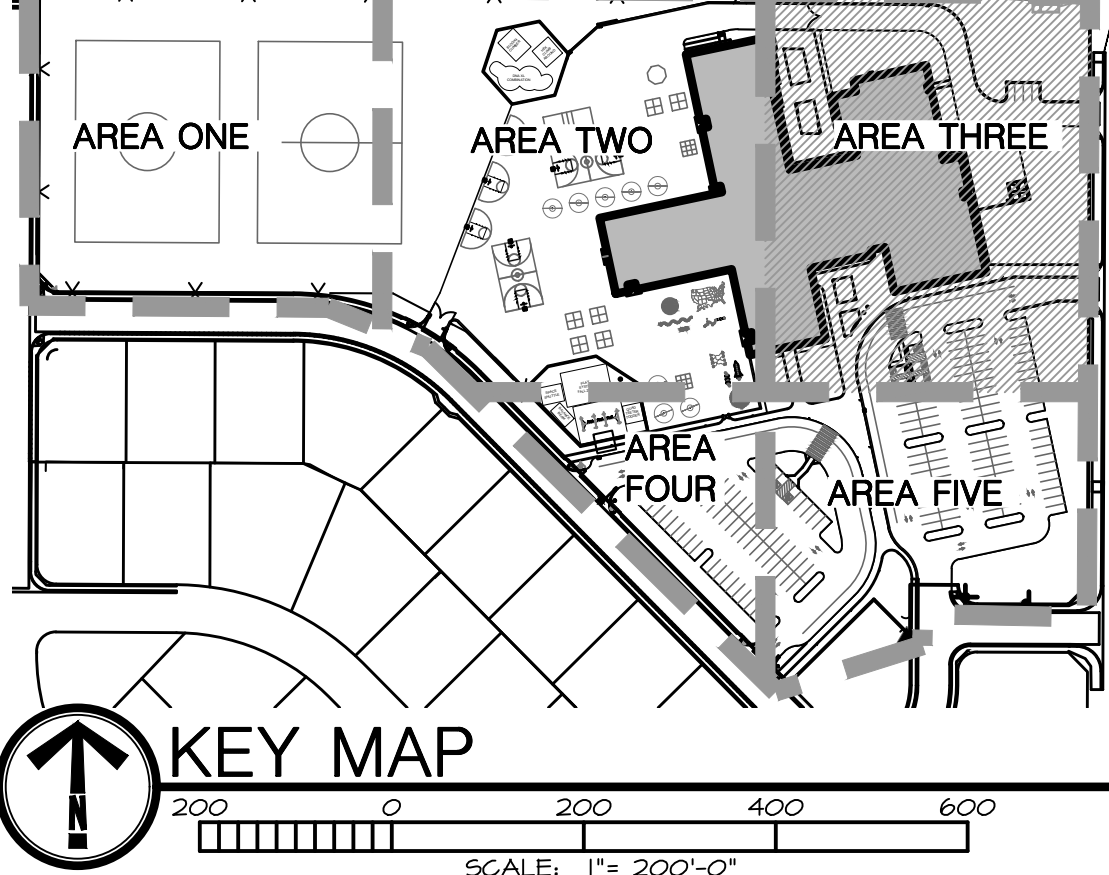 AREA ONE
AREA TWO
AREA THREE
AREA
FOUR
AREA FIVE
N
KEY MAP
200 0 200 400 600
SCALE: 1"= 200'-0"